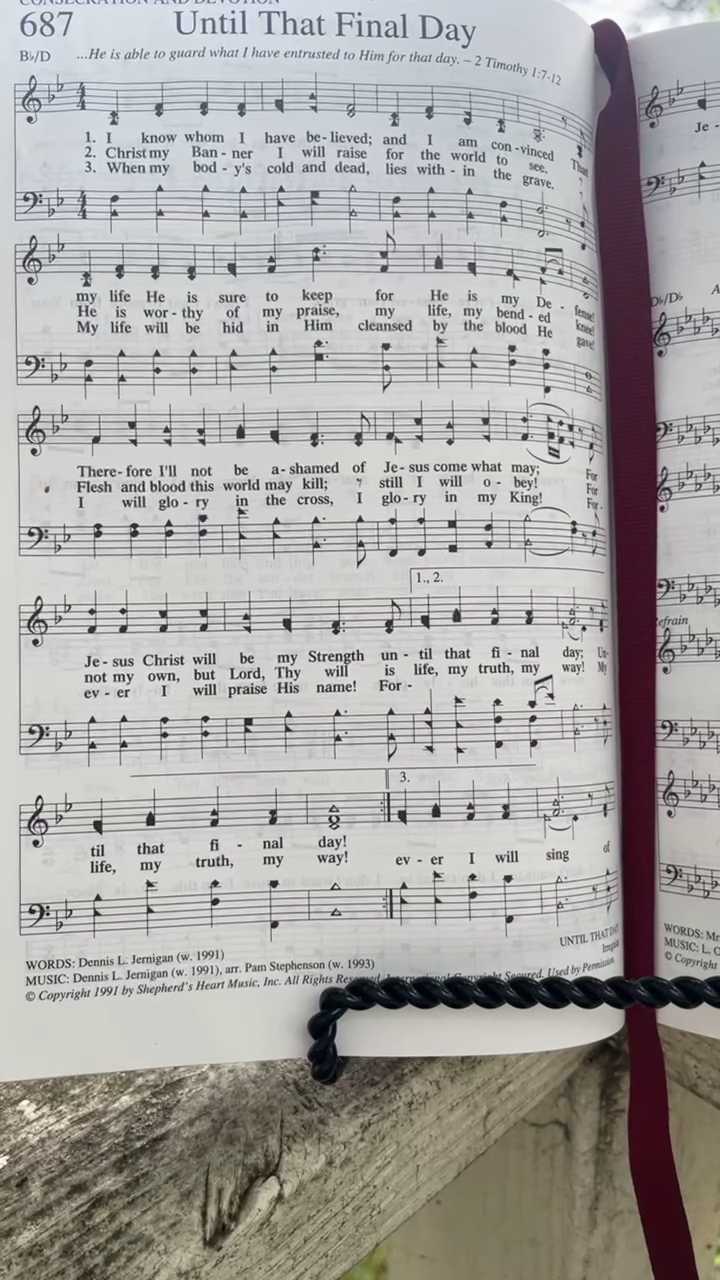 CONSECRATION AND DEVOTION
687 Until That Final Day
B♭/D ...He is able to guard what I have entrusted to Him for that day. – 2 Timothy 1:7-12
1. I know whom I have be-lieved; and I am con-vinced That
2. Christ my Ban-ner I will raise for the world to see.
3. When my bod-y's cold and dead, lies with-in the grave,
my life He is sure to keep for He is my De-fense!
He is wor-thy of my praise, my life, my bend-ed knee!
My life will be hid in Him cleansed by the blood He gave!
There-fore I'll not be a-shamed of Je-sus come what may; For
Flesh and blood this world may kill; still I will o-bey! For
I will glo-ry in the cross, I glo-ry in my King! For-
1., 2.
Je-sus Christ will be my Strength un-til that fi-nal day; Un-
not my own, but Lord, Thy will is life, my truth, my way! My
ev-er I will praise His name! For-
3.
til that fi-nal day!
life, my truth, my way! ev-er I will sing of
UNTIL THAT DAY
WORDS: Dennis L. Jernigan (w. 1991)
MUSIC: Dennis L. Jernigan (w. 1991), arr. Pam Stephenson (w. 1993)
© Copyright 1991 by Shepherd's Heart Music, Inc. All Rights Reserved. International Copyright Secured. Used by Permission.
Je-
D♭/D♭ A
efrain
WORDS:
MUSIC: L.
© Copyright